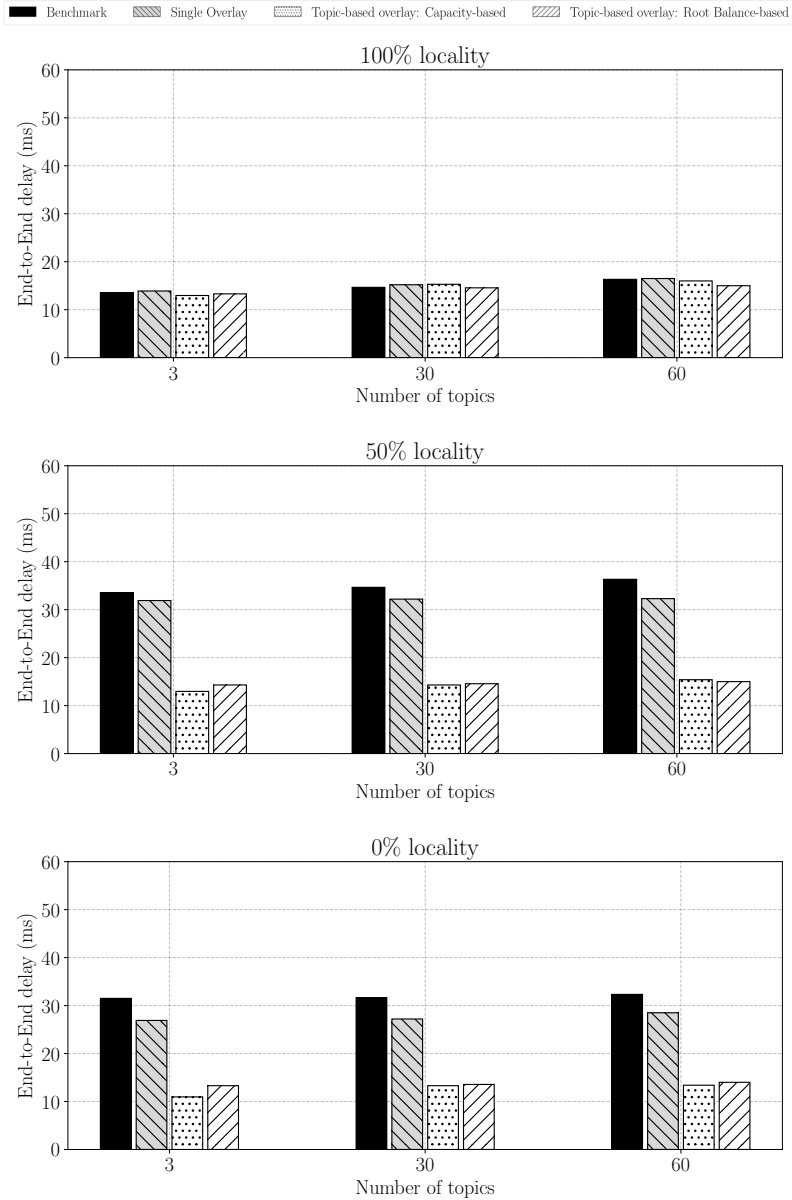 Benchmark Single Overlay Topic-based overlay: Capacity-based Topic-based overlay: Root Balance-based
100% locality
60
50
40
30
20
10
0
End-to-End delay (ms)
3 30 60
Number of topics
50% locality
60
50
40
30
20
10
0
End-to-End delay (ms)
3 30 60
Number of topics
0% locality
60
50
40
30
20
10
0
End-to-End delay (ms)
3 30 60
Number of topics